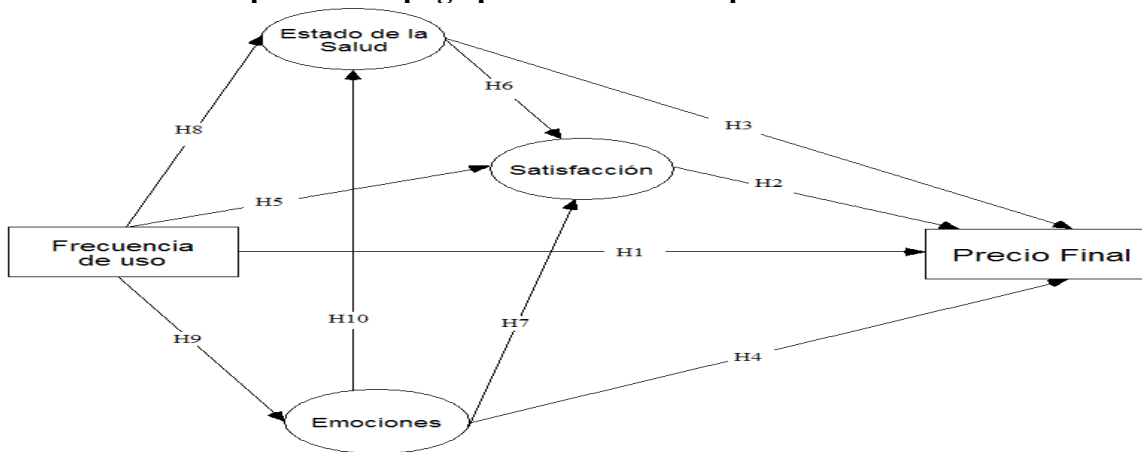 Estado de la
Salud
H6
H3
H8
Satisfacción
H2
H5
Frecuencia
de uso
H1
Precio Final
H10
H7
H9
H4
Emociones